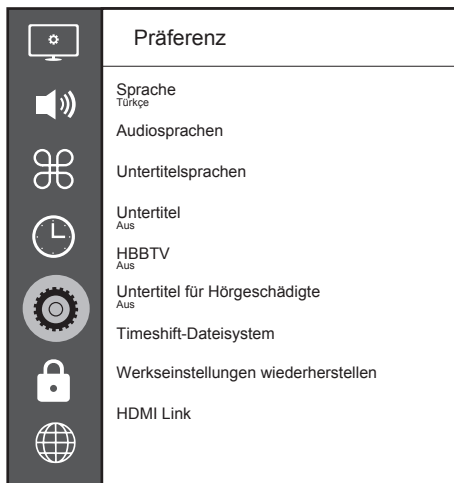 Präferenz
Sprache
Türkçe
Audiosprachen
Untertitelsprachen
Untertitel
Aus
HBBTV
Aus
Untertitel für Hörgeschädigte
Aus
Timeshift-Dateisystem
Werkseinstellungen wiederherstellen
HDMI Link